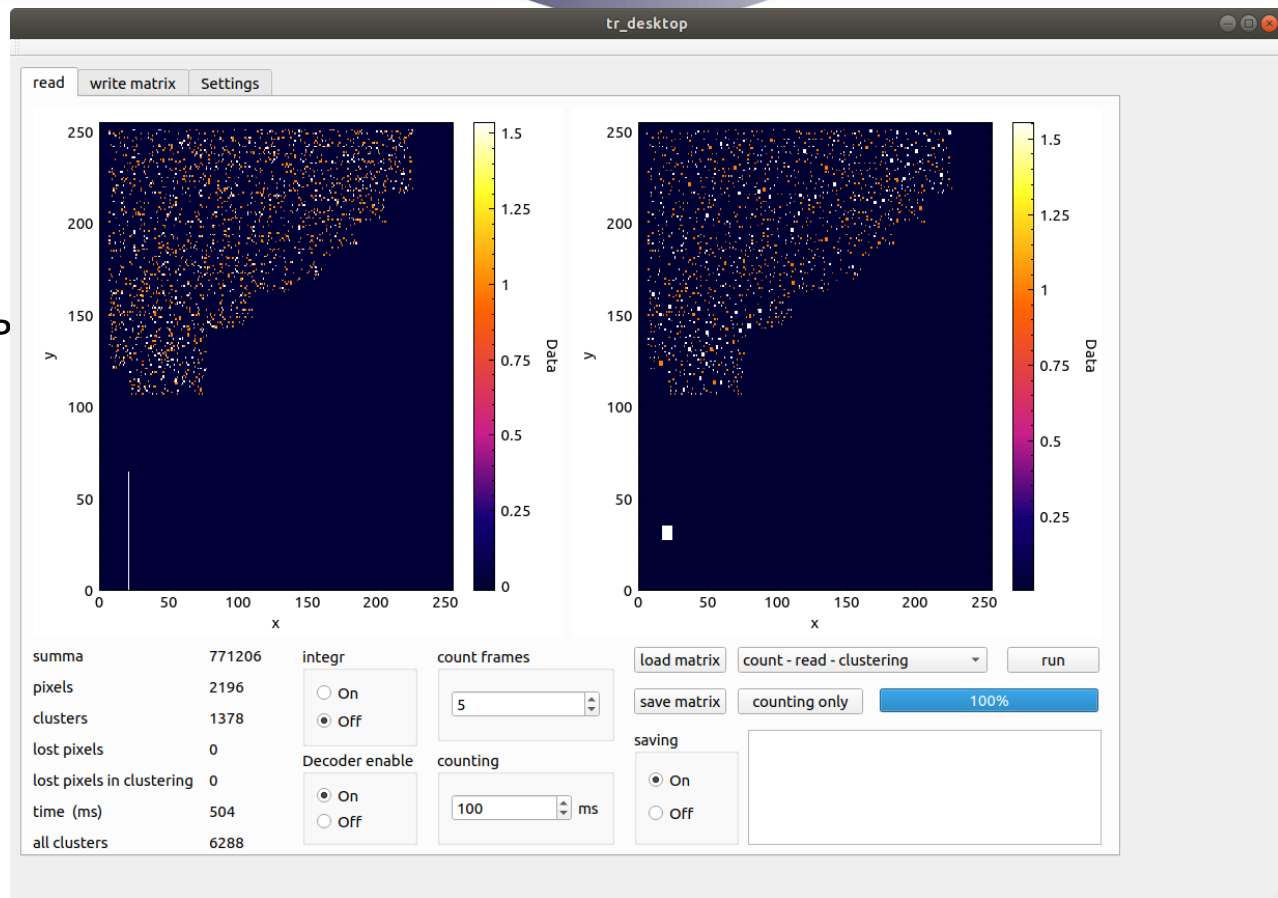 tr_desktop
read write matrix Settings
250
200
150
100
50
0
0 50 100 150 200 250
x
y
1.5
1.25
1
0.75
0.5
0.25
0
Data
250
200
150
100
50
0
0 50 100 150 200 250
x
y
1.5
1.25
1
0.75
0.5
0.25
Data
summa 771206
pixels 2196
clusters 1378
lost pixels 0
lost pixels in clustering 0
time (ms) 504
all clusters 6288
integr
On
Off
Decoder enable
On
Off
count frames
5
counting
100 ms
load matrix count - read - clustering run
save matrix counting only 100%
saving
On
Off